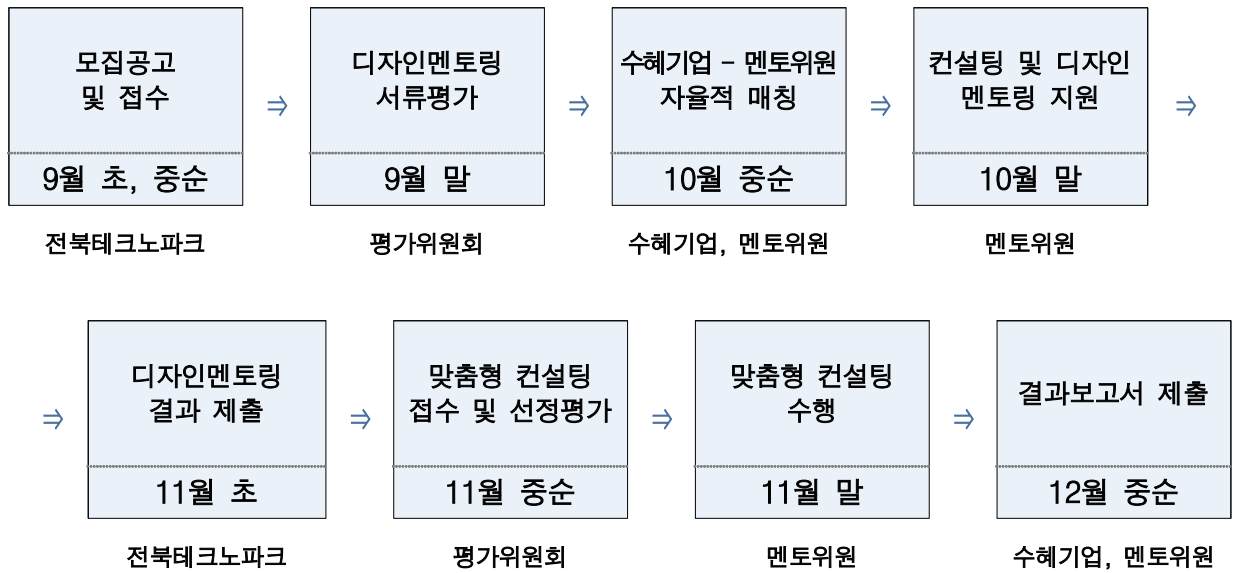 모집공고
및 접수
9월 초, 중순
전북테크노파크
⇒
디자인멘토링
서류평가
9월 말
평가위원회
⇒
수혜기업 – 멘토위원
자율적 매칭
10월 중순
수혜기업, 멘토위원
⇒
컨설팅 및 디자인
멘토링 지원
10월 말
멘토위원
⇒
⇒
디자인멘토링
결과 제출
11월 초
전북테크노파크
⇒
맞춤형 컨설팅
접수 및 선정평가
11월 중순
평가위원회
⇒
맞춤형 컨설팅
수행
11월 말
멘토위원
⇒
결과보고서 제출
12월 중순
수혜기업, 멘토위원